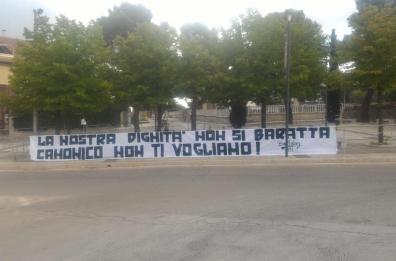 LA NOSTRA DIGNITA' NON SI BARATTA
CANONICO NON TI VOGLIAMO!